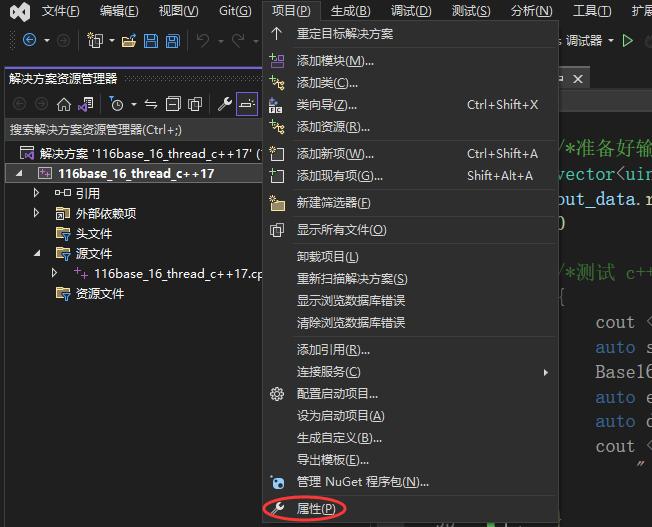 文件(F) 编辑(E) 视图(V) Git(G) 项目(P) 生成(B) 调试(D) 测试(S) 分析(N) 工具(T) 扩展
调试器
解决方案资源管理器
搜索解决方案资源管理器(Ctrl+;)
解决方案 '116base_16_thread_c++17' (
116base_16_thread_c++17
引用
外部依赖项
头文件
源文件
116base_16_thread_c++17.cp
资源文件
重定目标解决方案
添加模块(M)...
添加类(C)...
类向导(Z)... Ctrl+Shift+X
添加资源(R)...
添加新项(W)... Ctrl+Shift+A
添加现有项(G)... Shift+Alt+A
新建筛选器(F)
显示所有文件(O)
卸载项目(L)
重新扫描解决方案(S)
显示浏览数据库错误
清除浏览数据库错误
添加引用(R)...
连接服务(C)
配置启动项目...
设为启动项目(A)
生成自定义(B)...
导出模板(E)...
管理 NuGet 程序包(N)...
属性(P)
/*准备好输
vector<uin
put_data.r
)
/*测试 c++
{
cout <
auto s
Base16
auto e
auto d
cout <
"